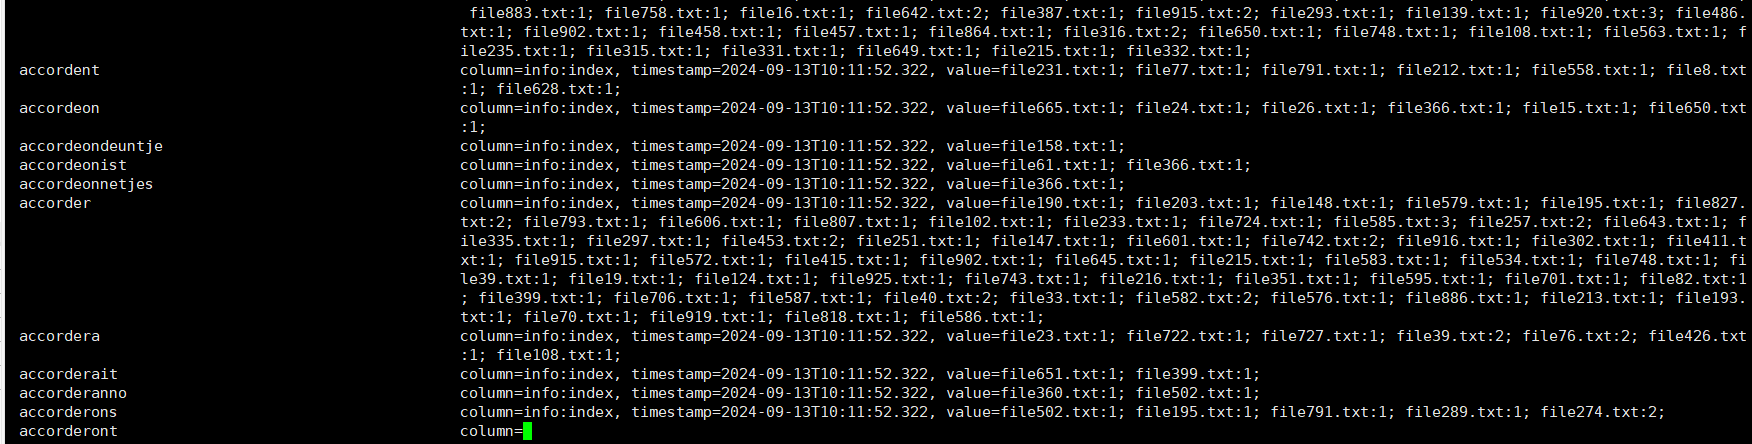 file883.txt:1; file758.txt:1; file16.txt:1; file642.txt:2; file387.txt:1; file915.txt:2; file293.txt:1; file139.txt:1; file920.txt:3; file486.
txt:1; file902.txt:1; file458.txt:1; file457.txt:1; file864.txt:1; file316.txt:2; file650.txt:1; file748.txt:1; file108.txt:1; file563.txt:1; f
ile235.txt:1; file315.txt:1; file331.txt:1; file649.txt:1; file215.txt:1; file332.txt:1;
accordent column=info:index, timestamp=2024-09-13T10:11:52.322, value=file231.txt:1; file77.txt:1; file791.txt:1; file212.txt:1; file558.txt:1; file8.txt
:1; file628.txt:1;
accordeon column=info:index, timestamp=2024-09-13T10:11:52.322, value=file665.txt:1; file24.txt:1; file26.txt:1; file366.txt:1; file15.txt:1; file650.txt
:1;
accordeondeuntje column=info:index, timestamp=2024-09-13T10:11:52.322, value=file158.txt:1;
accordeonist column=info:index, timestamp=2024-09-13T10:11:52.322, value=file61.txt:1; file366.txt:1;
accordeonnetjes column=info:index, timestamp=2024-09-13T10:11:52.322, value=file366.txt:1;
accorder column=info:index, timestamp=2024-09-13T10:11:52.322, value=file190.txt:1; file203.txt:1; file148.txt:1; file579.txt:1; file195.txt:1; file827.
txt:2; file793.txt:1; file606.txt:1; file807.txt:1; file102.txt:1; file233.txt:1; file724.txt:1; file585.txt:3; file257.txt:2; file643.txt:1; f
ile335.txt:1; file297.txt:1; file453.txt:2; file251.txt:1; file147.txt:1; file601.txt:1; file742.txt:2; file916.txt:1; file302.txt:1; file411.t
xt:1; file915.txt:1; file572.txt:1; file415.txt:1; file902.txt:1; file645.txt:1; file215.txt:1; file583.txt:1; file534.txt:1; file748.txt:1; fi
le39.txt:1; file19.txt:1; file124.txt:1; file925.txt:1; file743.txt:1; file216.txt:1; file351.txt:1; file595.txt:1; file701.txt:1; file82.txt:1
; file399.txt:1; file706.txt:1; file587.txt:1; file40.txt:2; file33.txt:1; file582.txt:2; file576.txt:1; file886.txt:1; file213.txt:1; file193.
txt:1; file70.txt:1; file919.txt:1; file818.txt:1; file586.txt:1;
accordera column=info:index, timestamp=2024-09-13T10:11:52.322, value=file23.txt:1; file722.txt:1; file727.txt:1; file39.txt:2; file76.txt:2; file426.txt
:1; file108.txt:1;
accorderait column=info:index, timestamp=2024-09-13T10:11:52.322, value=file651.txt:1; file399.txt:1;
accorderanno column=info:index, timestamp=2024-09-13T10:11:52.322, value=file360.txt:1; file502.txt:1;
accorderons column=info:index, timestamp=2024-09-13T10:11:52.322, value=file502.txt:1; file195.txt:1; file791.txt:1; file289.txt:1; file274.txt:2;
accorderont column=